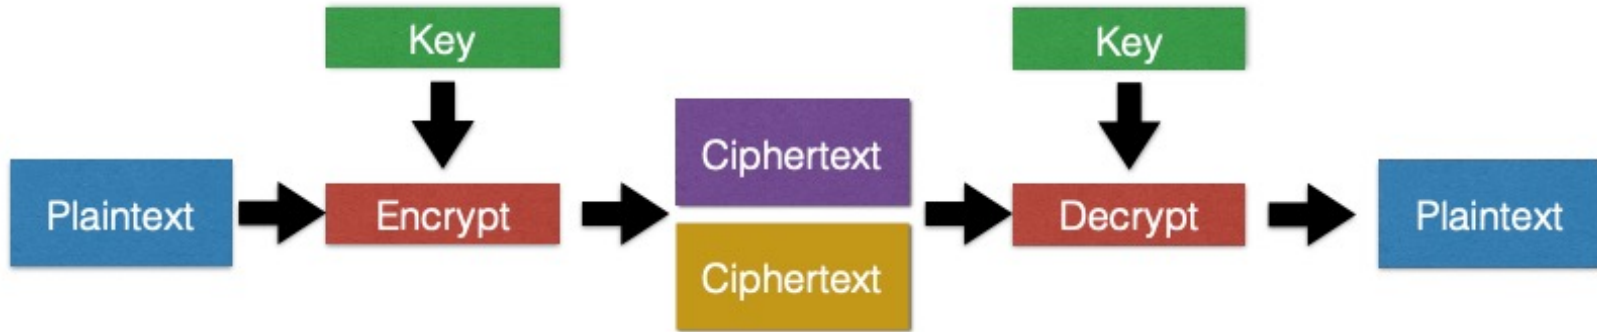 Key
Key
Plaintext
Encrypt
Ciphertext
Ciphertext
Decrypt
Plaintext